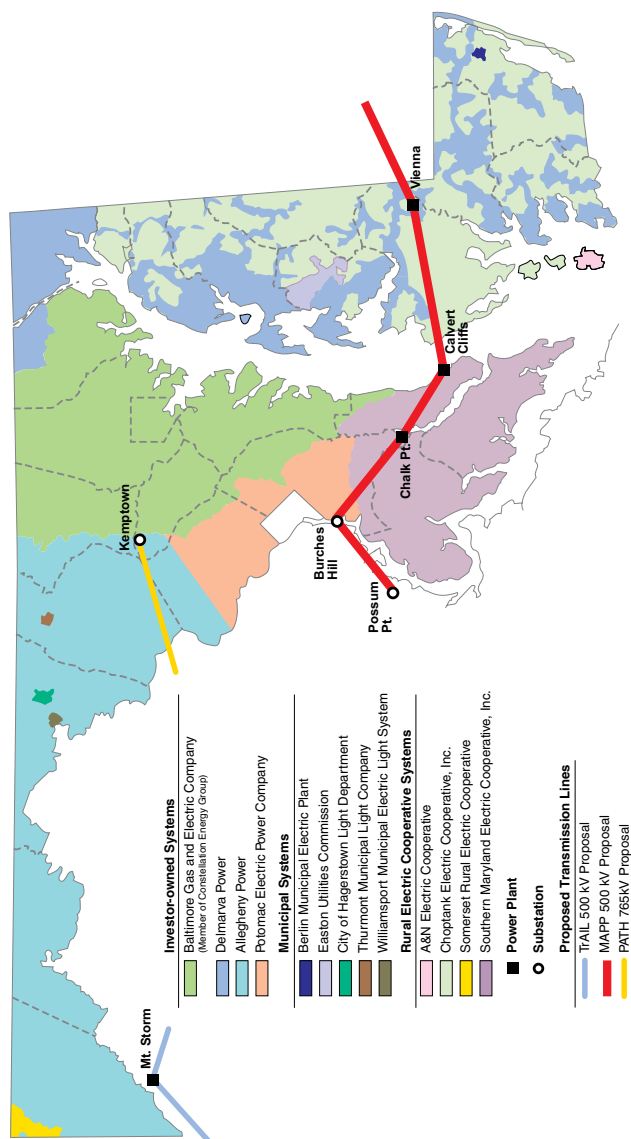 Mt. Storm
Kemptown
Burches
Hill
Possum
Pt.
Chalk Pt.
Calvert
Cliffs
Vienna
Investor-owned Systems
Baltimore Gas and Electric Company
(Member of Constellation Energy Group)
Delmarva Power
Allegheny Power
Potomac Electric Power Company
Municipal Systems
Berlin Municipal Electric Plant
Easton Utilities Commission
City of Hagerstown Light Department
Thurmont Municipal Light Company
Williamsport Municipal Electric Light System
Rural Electric Cooperative Systems
A&N Electric Cooperative
Choptank Electric Cooperative, Inc.
Somerset Rural Electric Cooperative
Southern Maryland Electric Cooperative, Inc.
Power Plant
Substation
Proposed Transmission Lines
TrAIL 500 kV Proposal
MAPP 500 kV Proposal
PATH 765kV Proposal